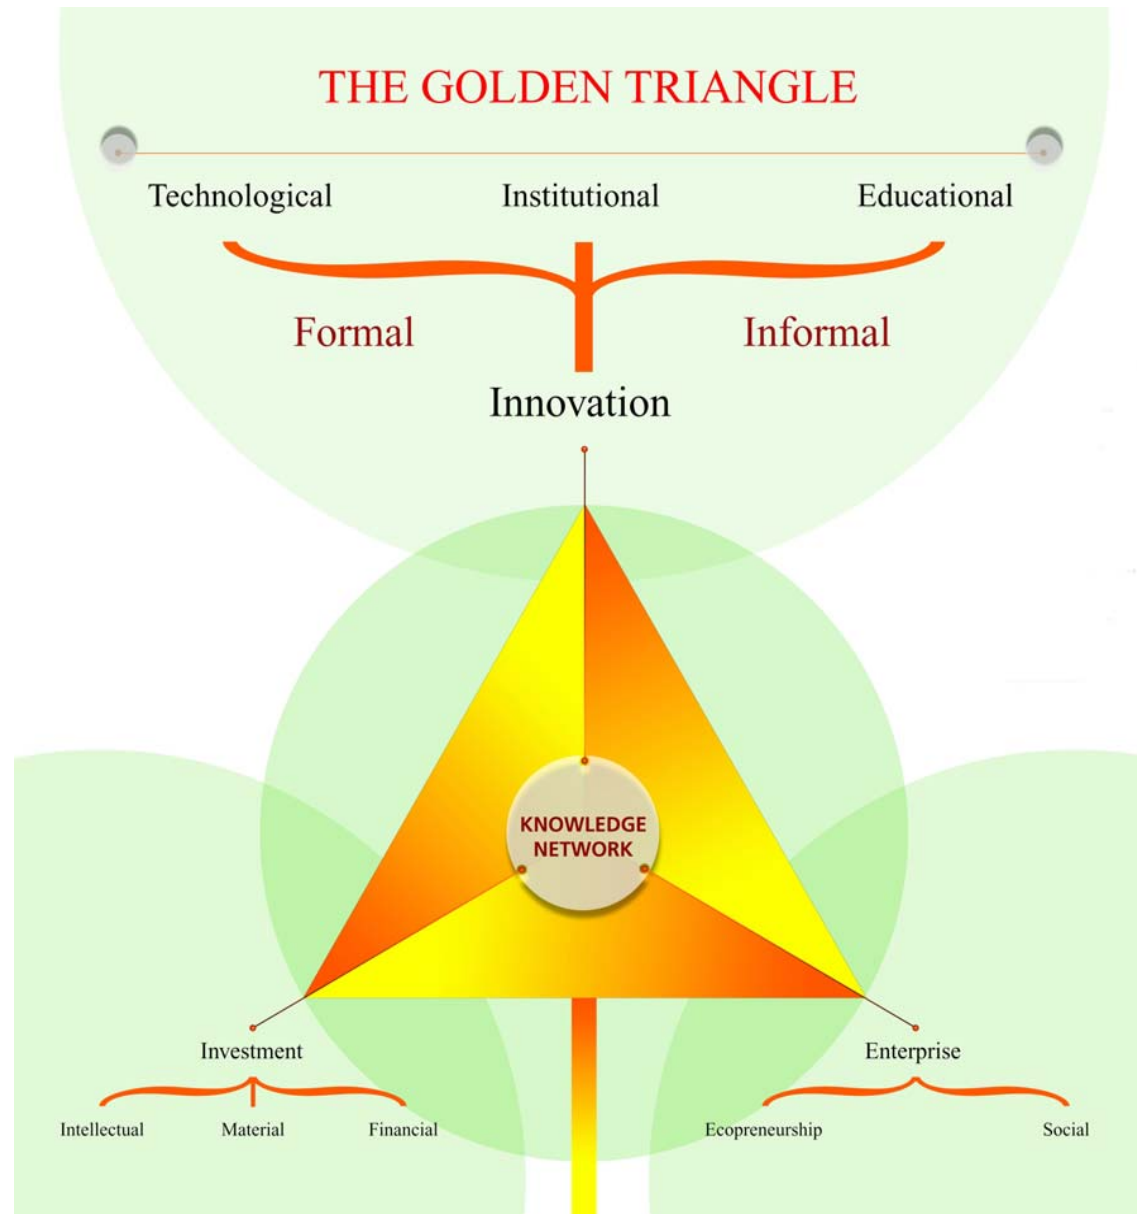 THE GOLDEN TRIANGLE
Technological Institutional Educational
Formal Informal
Innovation
KNOWLEDGE
NETWORK
Investment Enterprise
Intellectual Material Financial Ecopreneurship Social